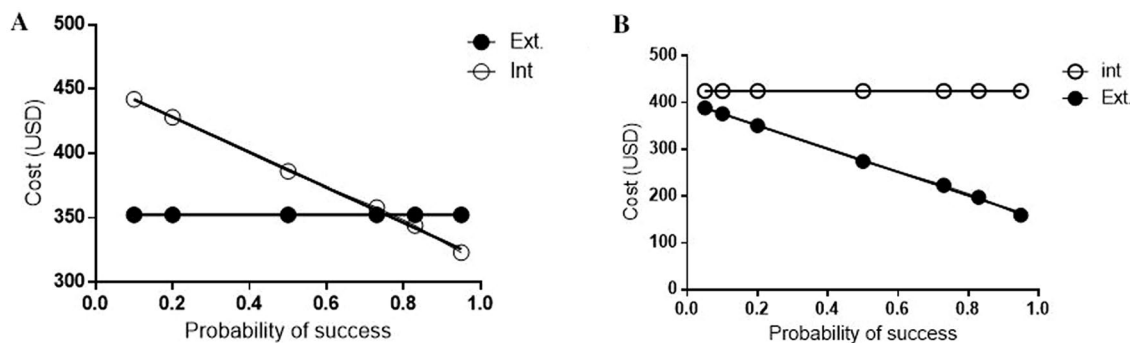 A
500
450
400
350
300
Cost (USD)
0.0 0.2 0.4 0.6 0.8 1.0
Probability of success
Ext.
Int
B
500
400
300
200
100
0
Cost (USD)
0.0 0.2 0.4 0.6 0.8 1.0
Probability of success
int
Ext.